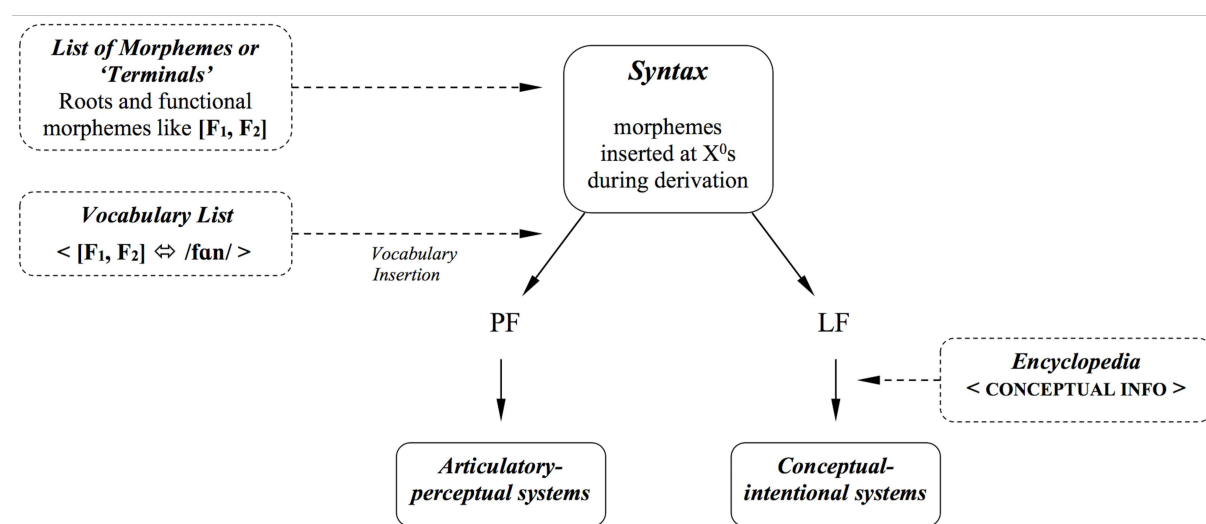 List of Morphemes or
‘Terminals’
Roots and functional
morphemes like [F₁, F₂]
Syntax
morphemes
inserted at X⁰s
during derivation
Vocabulary List
< [F₁, F₂] ⇔ /fɑn/ >
Vocabulary
Insertion
PF
LF
Encyclopedia
< CONCEPTUAL INFO >
Articulatory-
perceptual systems
Conceptual-
intentional systems